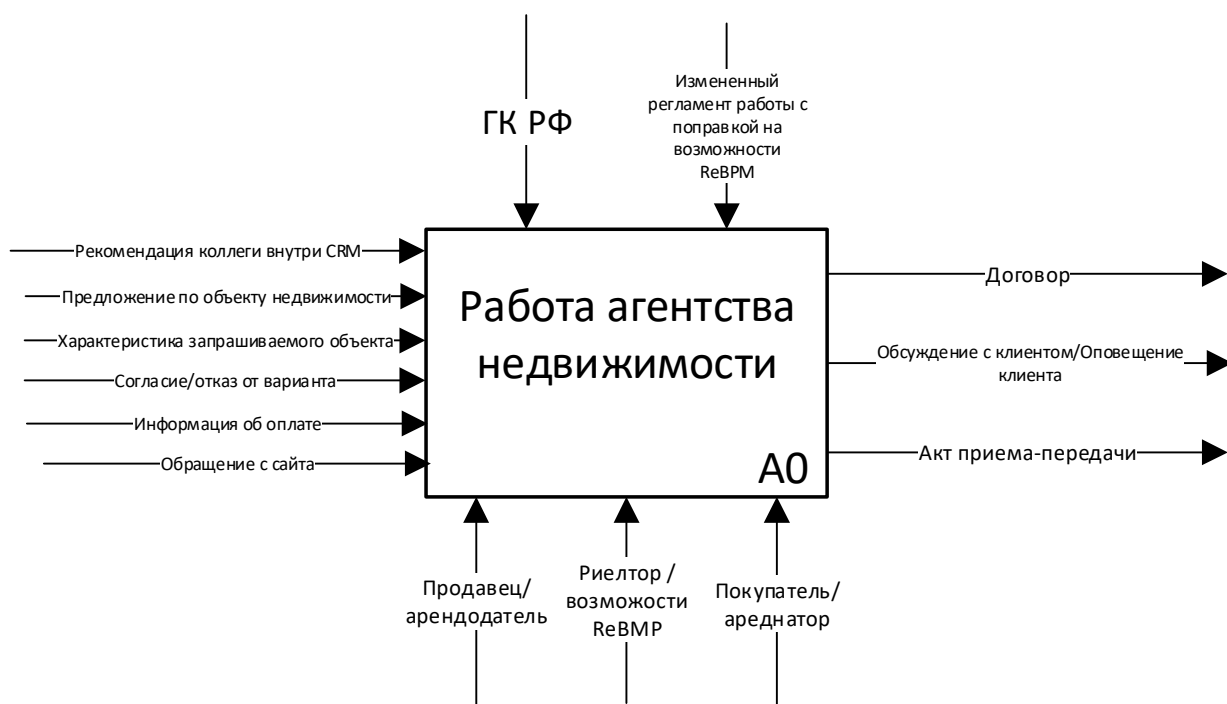 ГК РФ
Измененный
регламент работы с
поправкой на
возможности
ReBPM
Рекомендация коллеги внутри CRM
Предложение по объекту недвижимости
Характеристика запрашиваемого объекта
Согласие/отказ от варианта
Информация об оплате
Обращение с сайта
Работа агентства
недвижимости
А0
Договор
Обсуждение с клиентом/Оповещение
клиента
Акт приема-передачи
Продавец/
арендодатель
Риелтор /
возможости
ReBMP
Покупатель/
ареднатор